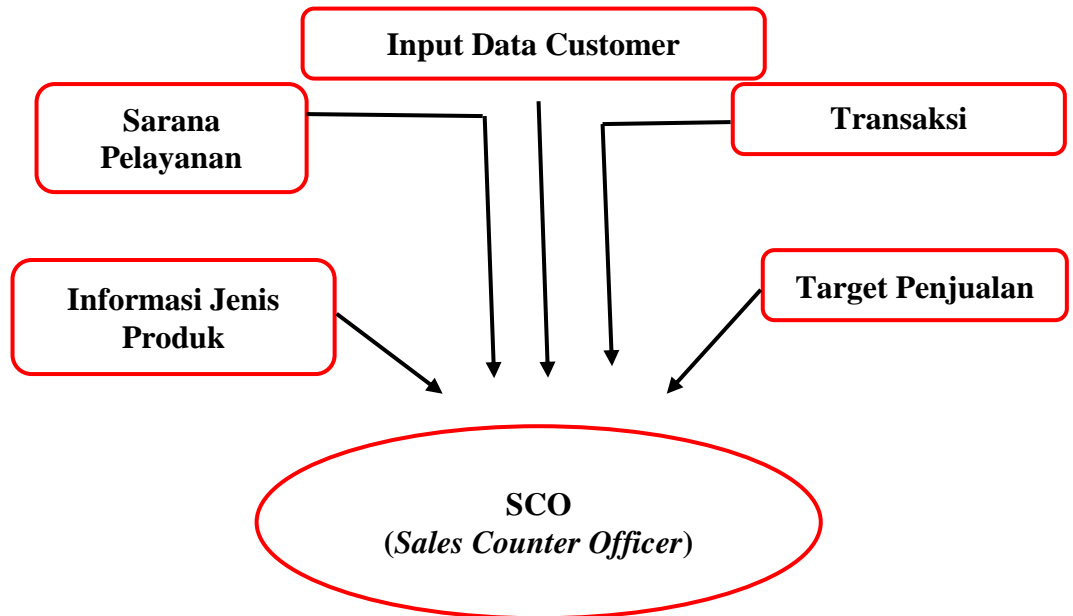 Input Data Customer
Sarana
Pelayanan
Transaksi
Informasi Jenis
Produk
Target Penjualan
SCO
(Sales Counter Officer)